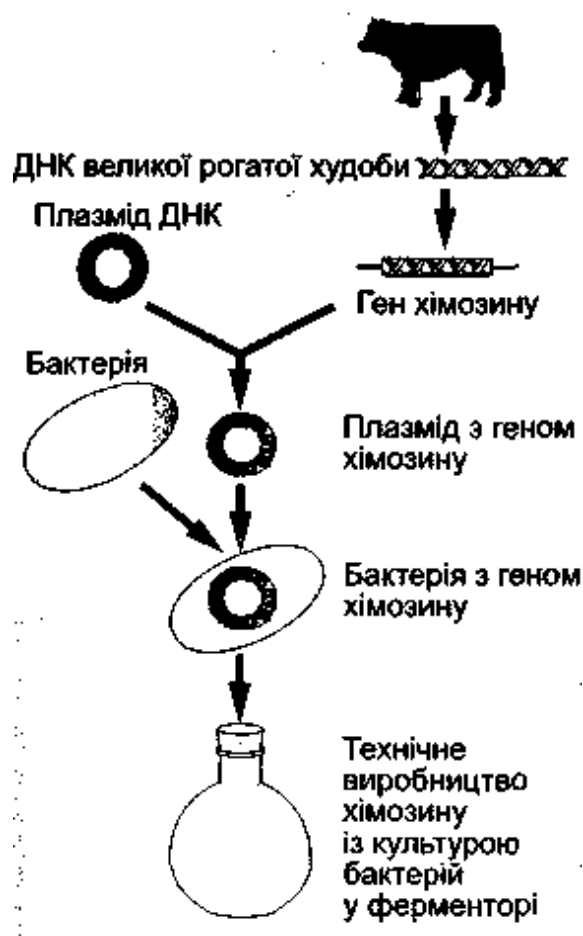 ДНК великої рогатої худоби
Плазмід ДНК
Ген хімозину
Бактерія
Плазмід з геном
хімозину
Бактерія з геном
хімозину
Технічне
виробництво
хімозину
із культурою
бактерій
у ферменторі